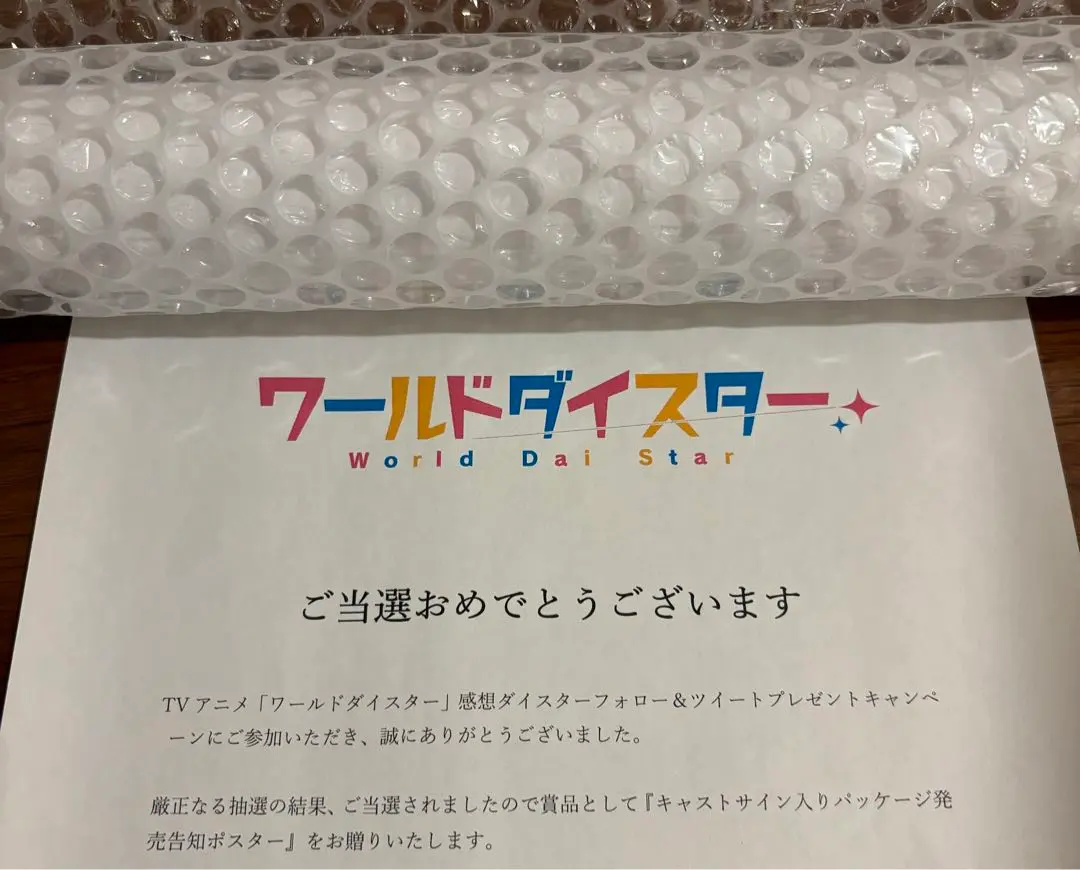 ワールドダイスター
World Dai Star
ご当選おめでとうございます
TVアニメ「ワールドダイスター」感想ダイスターフォロー＆ツイートプレゼントキャンペ
ーンにご参加いただき、誠にありがとうございました。
厳正なる抽選の結果、ご当選されましたので賞品として『キャストサイン入りパッケージ発
売告知ポスター』をお贈りいたします。